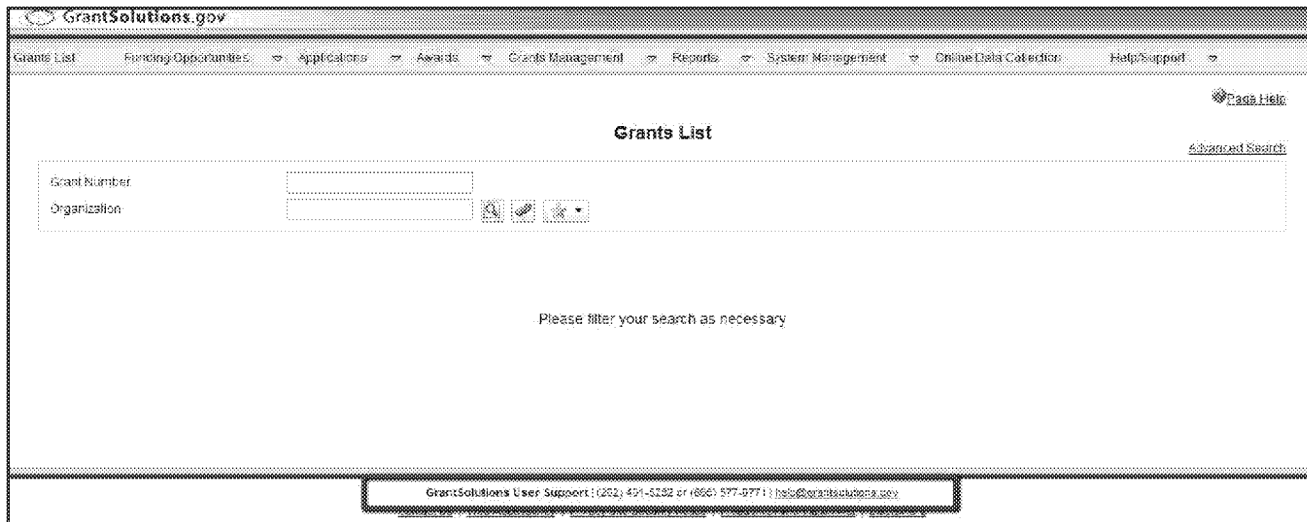 GrantSolutions.gov
Grants List Funding Opportunities Applications Awards Grants Management Reports System Management Online Data Collection Help/Support
Page Help
Grants List
Advanced Search
Grant Number
Organization
Please filter your search as necessary
GrantSolutions User Support | (202) 401-5282 or (866) 577-0771 | help@grantsolutions.gov